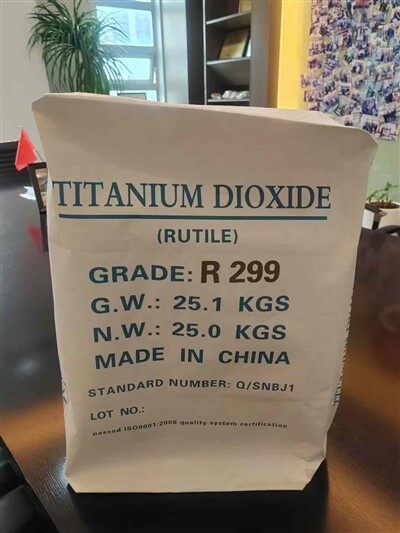 TITANIUM DIOXIDE
(RUTILE)
GRADE: R 299
G.W.: 25.1 KGS
N.W.: 25.0 KGS
MADE IN CHINA
STANDARD NUMBER: Q/SNBJ1
LOT NO.:
passed ISO9001:2008 quality system certification